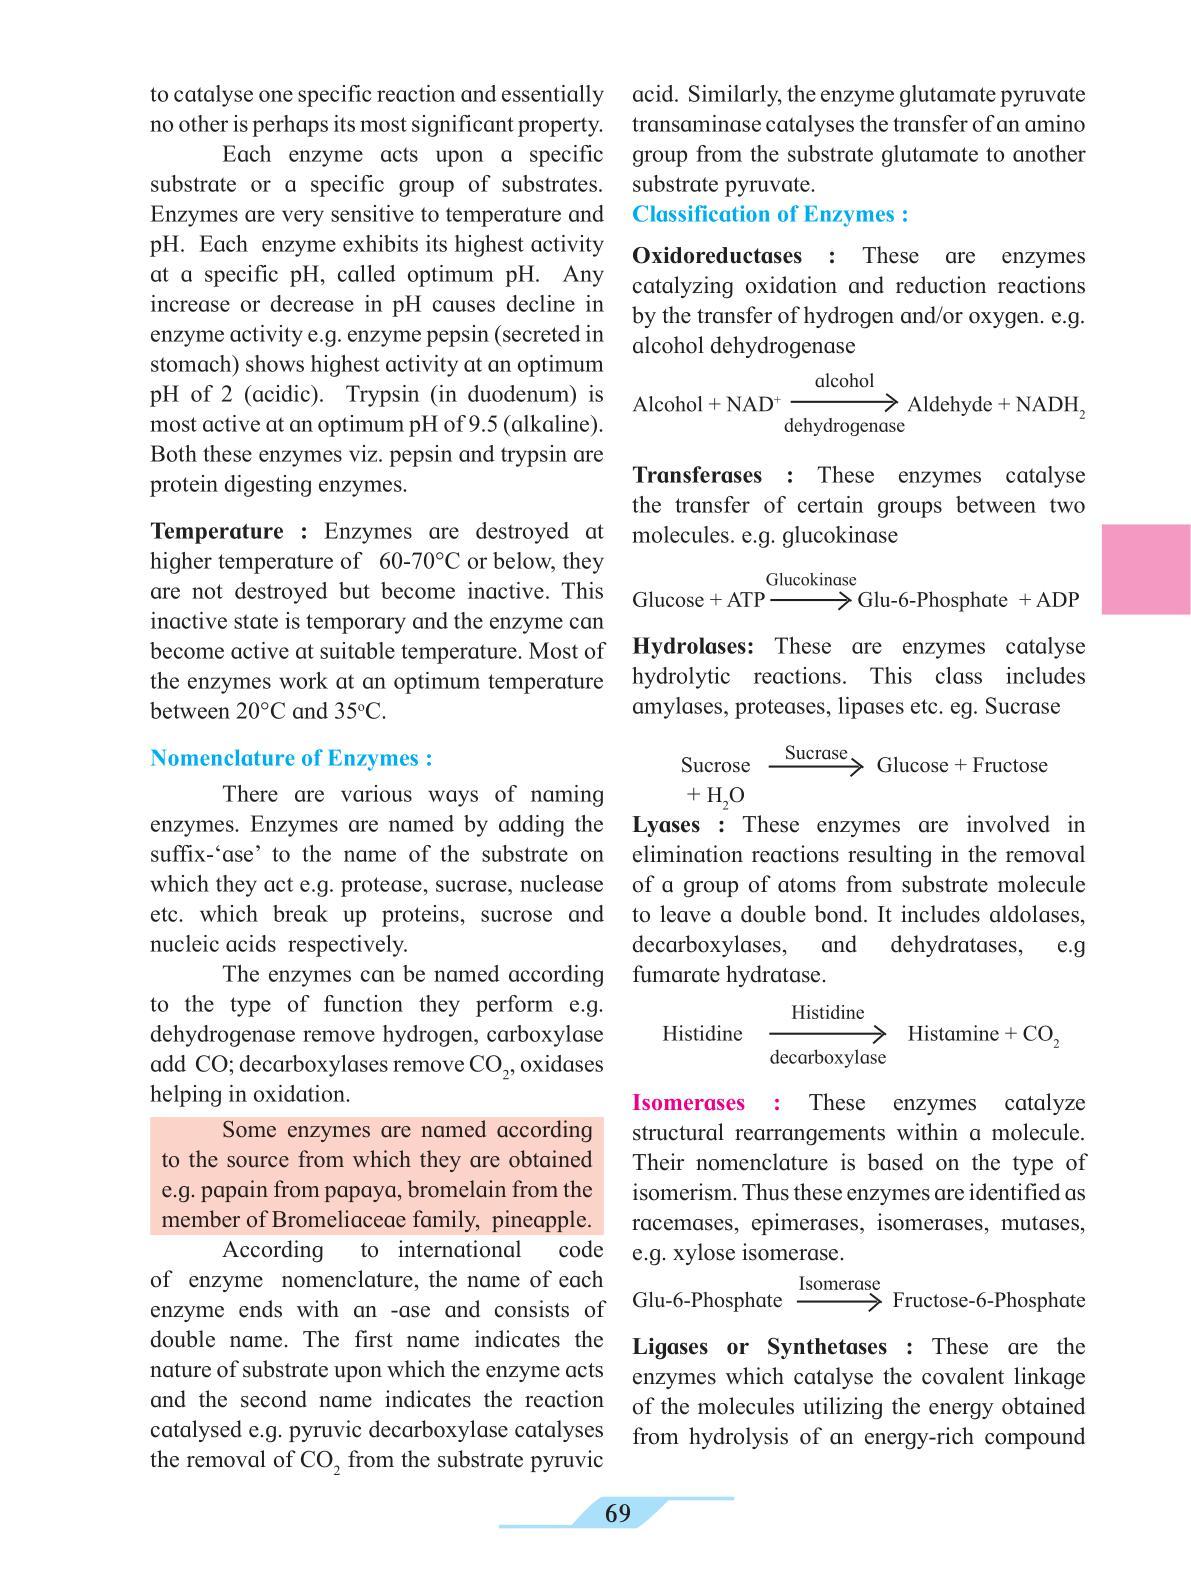 to catalyse one specific reaction and essentially
no other is perhaps its most significant property.
Each enzyme acts upon a specific
substrate or a specific group of substrates.
Enzymes are very sensitive to temperature and
pH. Each enzyme exhibits its highest activity
at a specific pH, called optimum pH. Any
increase or decrease in pH causes decline in
enzyme activity e.g. enzyme pepsin (secreted in
stomach) shows highest activity at an optimum
pH of 2 (acidic). Trypsin (in duodenum) is
most active at an optimum pH of 9.5 (alkaline).
Both these enzymes viz. pepsin and trypsin are
protein digesting enzymes.
Temperature : Enzymes are destroyed at
higher temperature of 60-70°C or below, they
are not destroyed but become inactive. This
inactive state is temporary and the enzyme can
become active at suitable temperature. Most of
the enzymes work at an optimum temperature
between 20°C and 35ºC.
Nomenclature of Enzymes :
There are various ways of naming
enzymes. Enzymes are named by adding the
suffix-‘ase’ to the name of the substrate on
which they act e.g. protease, sucrase, nuclease
etc. which break up proteins, sucrose and
nucleic acids respectively.
The enzymes can be named according
to the type of function they perform e.g.
dehydrogenase remove hydrogen, carboxylase
add CO; decarboxylases remove CO₂, oxidases
helping in oxidation.
Some enzymes are named according
to the source from which they are obtained
e.g. papain from papaya, bromelain from the
member of Bromeliaceae family, pineapple.
According to international code
of enzyme nomenclature, the name of each
enzyme ends with an -ase and consists of
double name. The first name indicates the
nature of substrate upon which the enzyme acts
and the second name indicates the reaction
catalysed e.g. pyruvic decarboxylase catalyses
the removal of CO₂ from the substrate pyruvic
acid. Similarly, the enzyme glutamate pyruvate
transaminase catalyses the transfer of an amino
group from the substrate glutamate to another
substrate pyruvate.
Classification of Enzymes :
Oxidoreductases : These are enzymes
catalyzing oxidation and reduction reactions
by the transfer of hydrogen and/or oxygen. e.g.
alcohol dehydrogenase
alcohol
Alcohol + NAD⁺ → Aldehyde + NADH₂
dehydrogenase
Transferases : These enzymes catalyse
the transfer of certain groups between two
molecules. e.g. glucokinase
Glucokinase
Glucose + ATP → Glu-6-Phosphate + ADP
Hydrolases: These are enzymes catalyse
hydrolytic reactions. This class includes
amylases, proteases, lipases etc. eg. Sucrase
Sucrase
Sucrose → Glucose + Fructose
+ H₂O
Lyases : These enzymes are involved in
elimination reactions resulting in the removal
of a group of atoms from substrate molecule
to leave a double bond. It includes aldolases,
decarboxylases, and dehydratases, e.g
fumarate hydratase.
Histidine
Histidine → Histamine + CO₂
decarboxylase
Isomerases : These enzymes catalyze
structural rearrangements within a molecule.
Their nomenclature is based on the type of
isomerism. Thus these enzymes are identified as
racemases, epimerases, isomerases, mutases,
e.g. xylose isomerase.
Isomerase
Glu-6-Phosphate → Fructose-6-Phosphate
Ligases or Synthetases : These are the
enzymes which catalyse the covalent linkage
of the molecules utilizing the energy obtained
from hydrolysis of an energy-rich compound
69